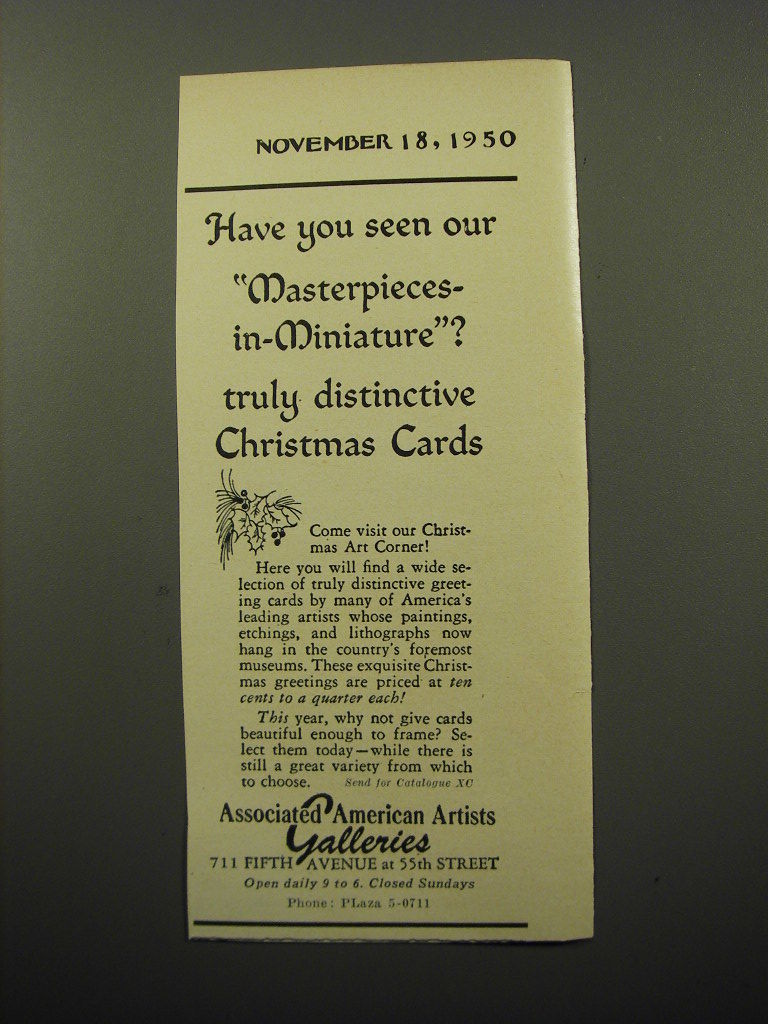 NOVEMBER 18, 1950
Have you seen our
"Masterpieces-
in-Miniature"?
truly distinctive
Christmas Cards
Come visit our Christ-
mas Art Corner!
Here you will find a wide se-
lection of truly distinctive greet-
ing cards by many of America's
leading artists whose paintings,
etchings, and lithographs now
hang in the country's foremost
museums. These exquisite Christ-
mas greetings are priced at ten
cents to a quarter each!
This year, why not give cards
beautiful enough to frame? Se-
lect them today—while there is
still a great variety from which
to choose. Send for Catalogue XC
Associated American Artists
Galleries
711 FIFTH AVENUE at 55th STREET
Open daily 9 to 6. Closed Sundays
Phone: PLaza 5-0711